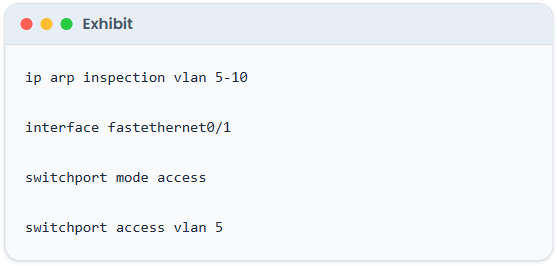 Exhibit
ip arp inspection vlan 5-10
interface fastethernet0/1
switchport mode access
switchport access vlan 5